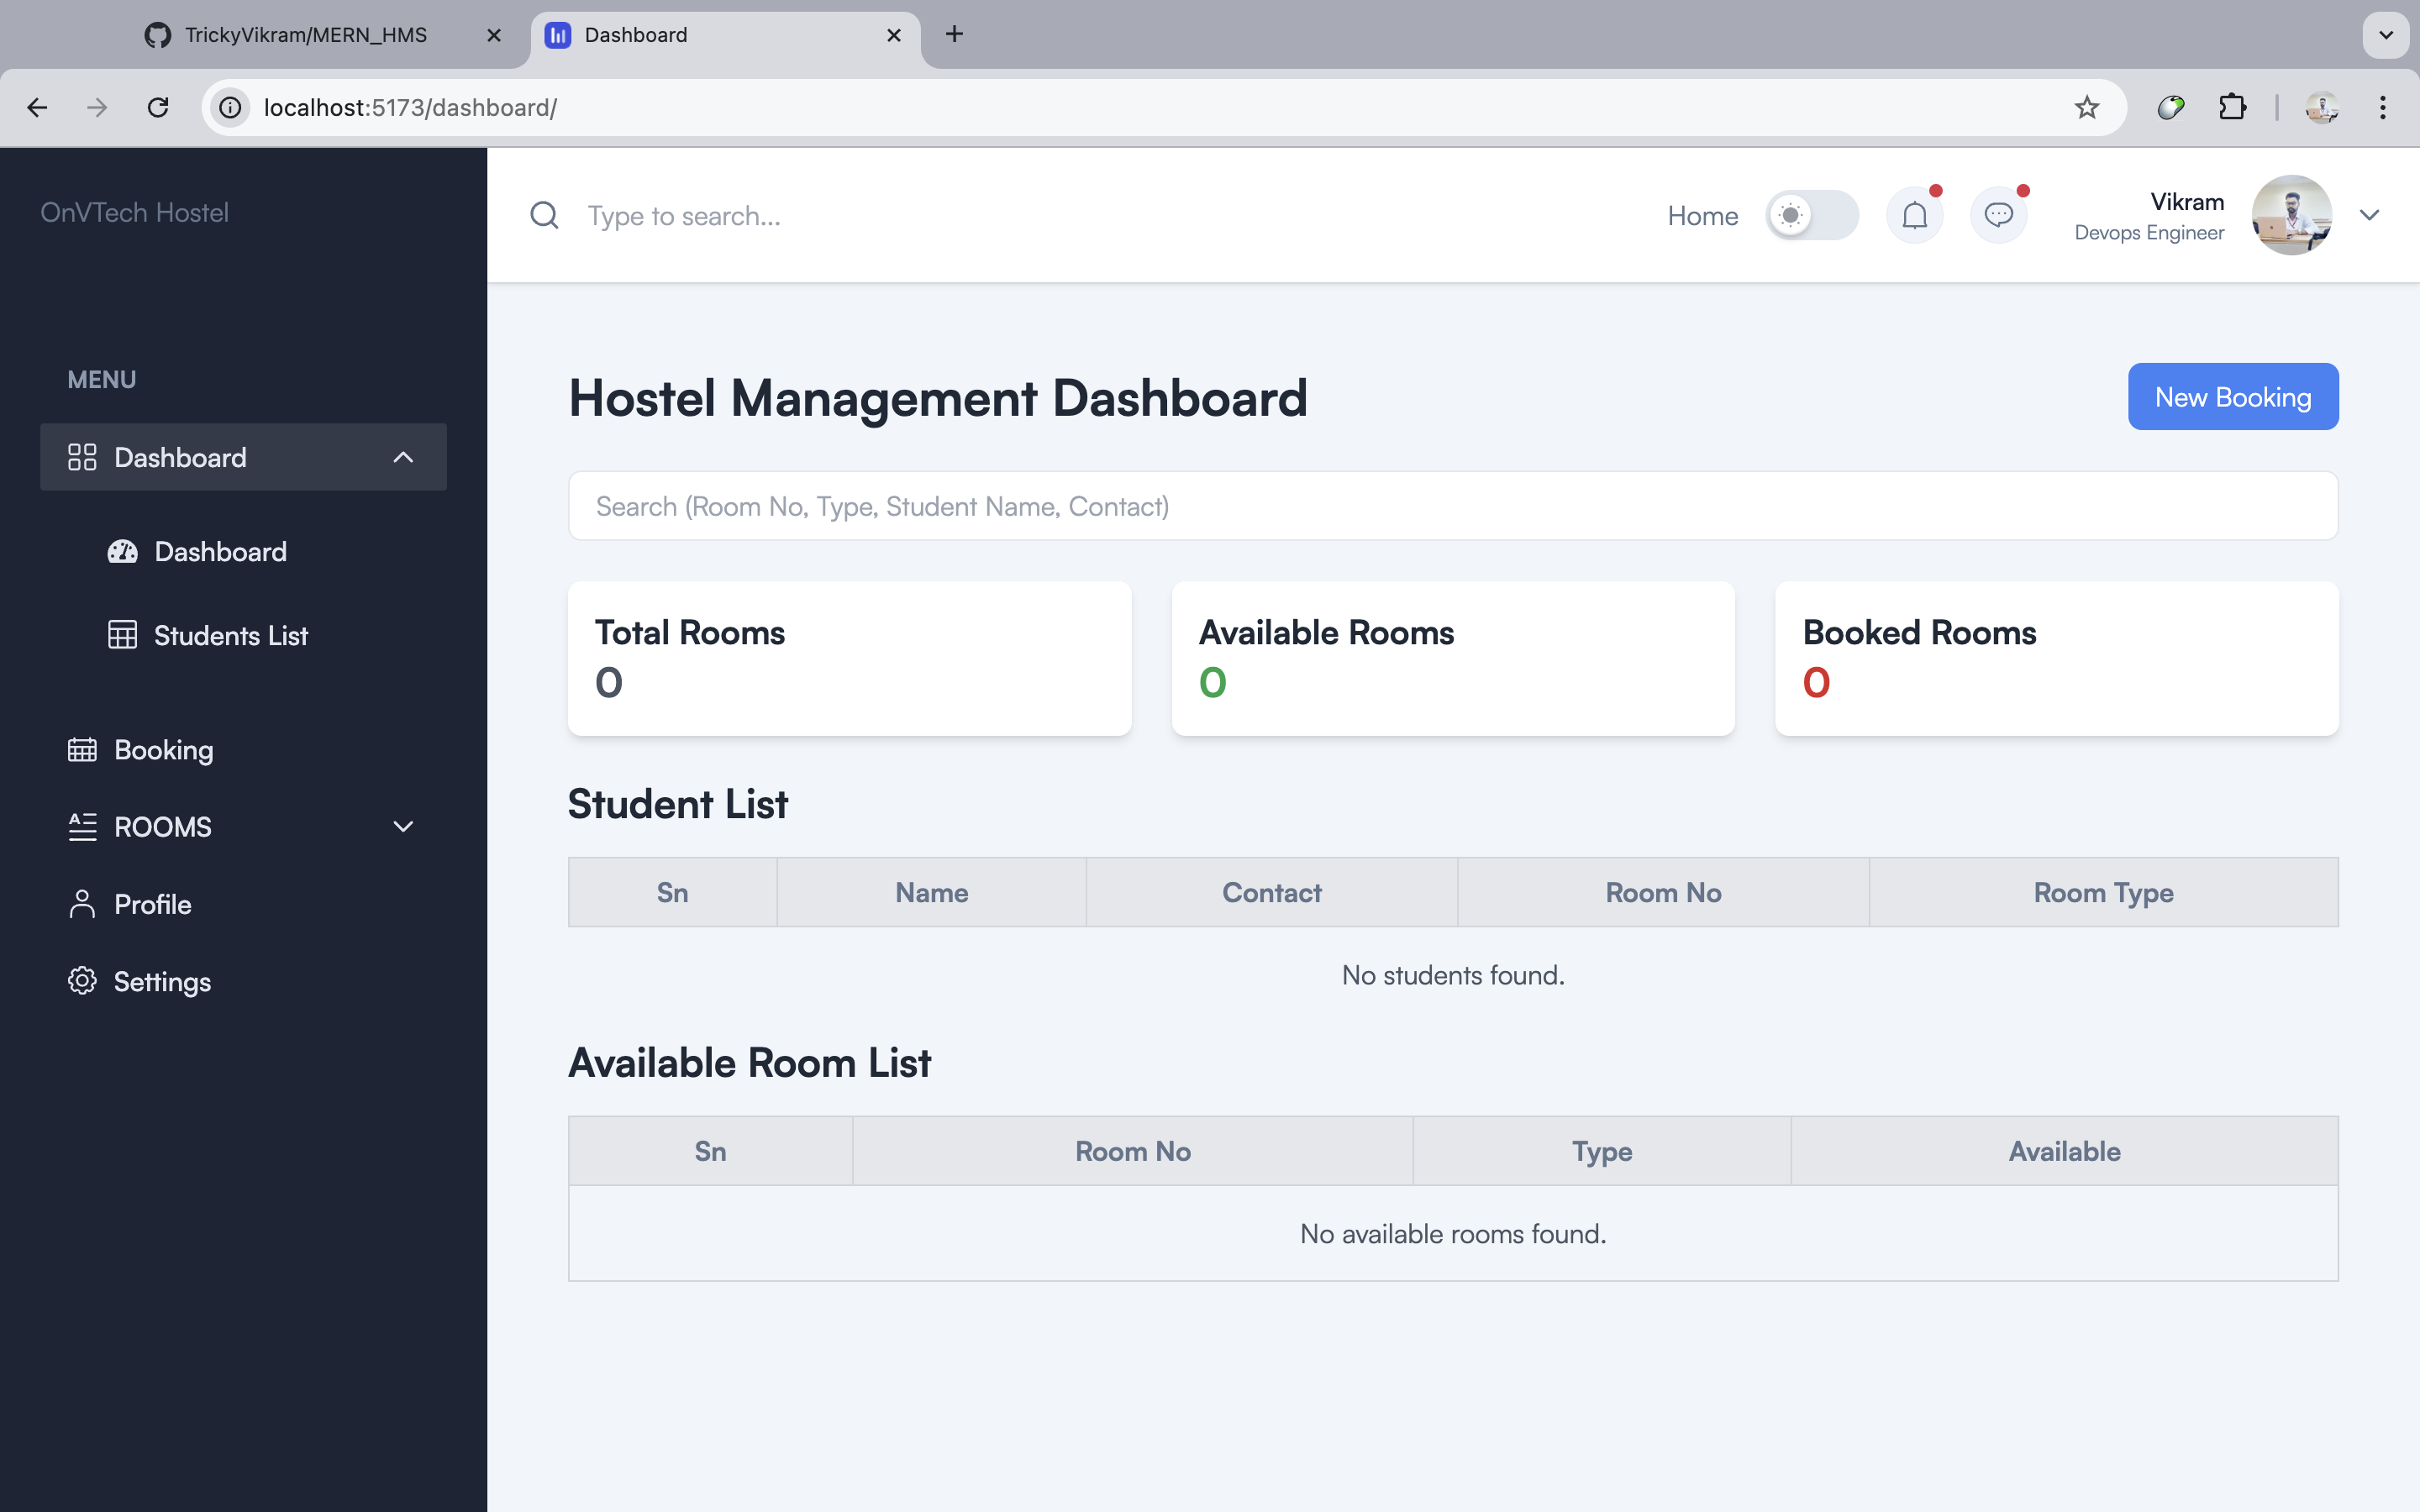 TrickyVikram/MERN_HMS
Dashboard
localhost:5173/dashboard/
OnVTech Hostel
Type to search...
Home
Vikram
Devops Engineer
MENU
Dashboard
Dashboard
Students List
Booking
ROOMS
Profile
Settings
Hostel Management Dashboard
New Booking
Search (Room No, Type, Student Name, Contact)
Total Rooms
0
Available Rooms
0
Booked Rooms
0
Student List
Sn Name Contact Room No Room Type
No students found.
Available Room List
Sn Room No Type Available
No available rooms found.